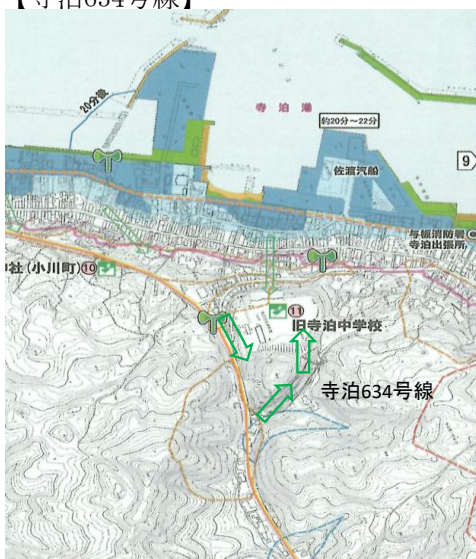 【寺泊634号線】
20分後
寺泊港
約20分~22分
佐渡汽船
9
与板消防署
寺泊出張所
社(小川町)⑩
⑪
旧寺泊中学校
寺泊634号線